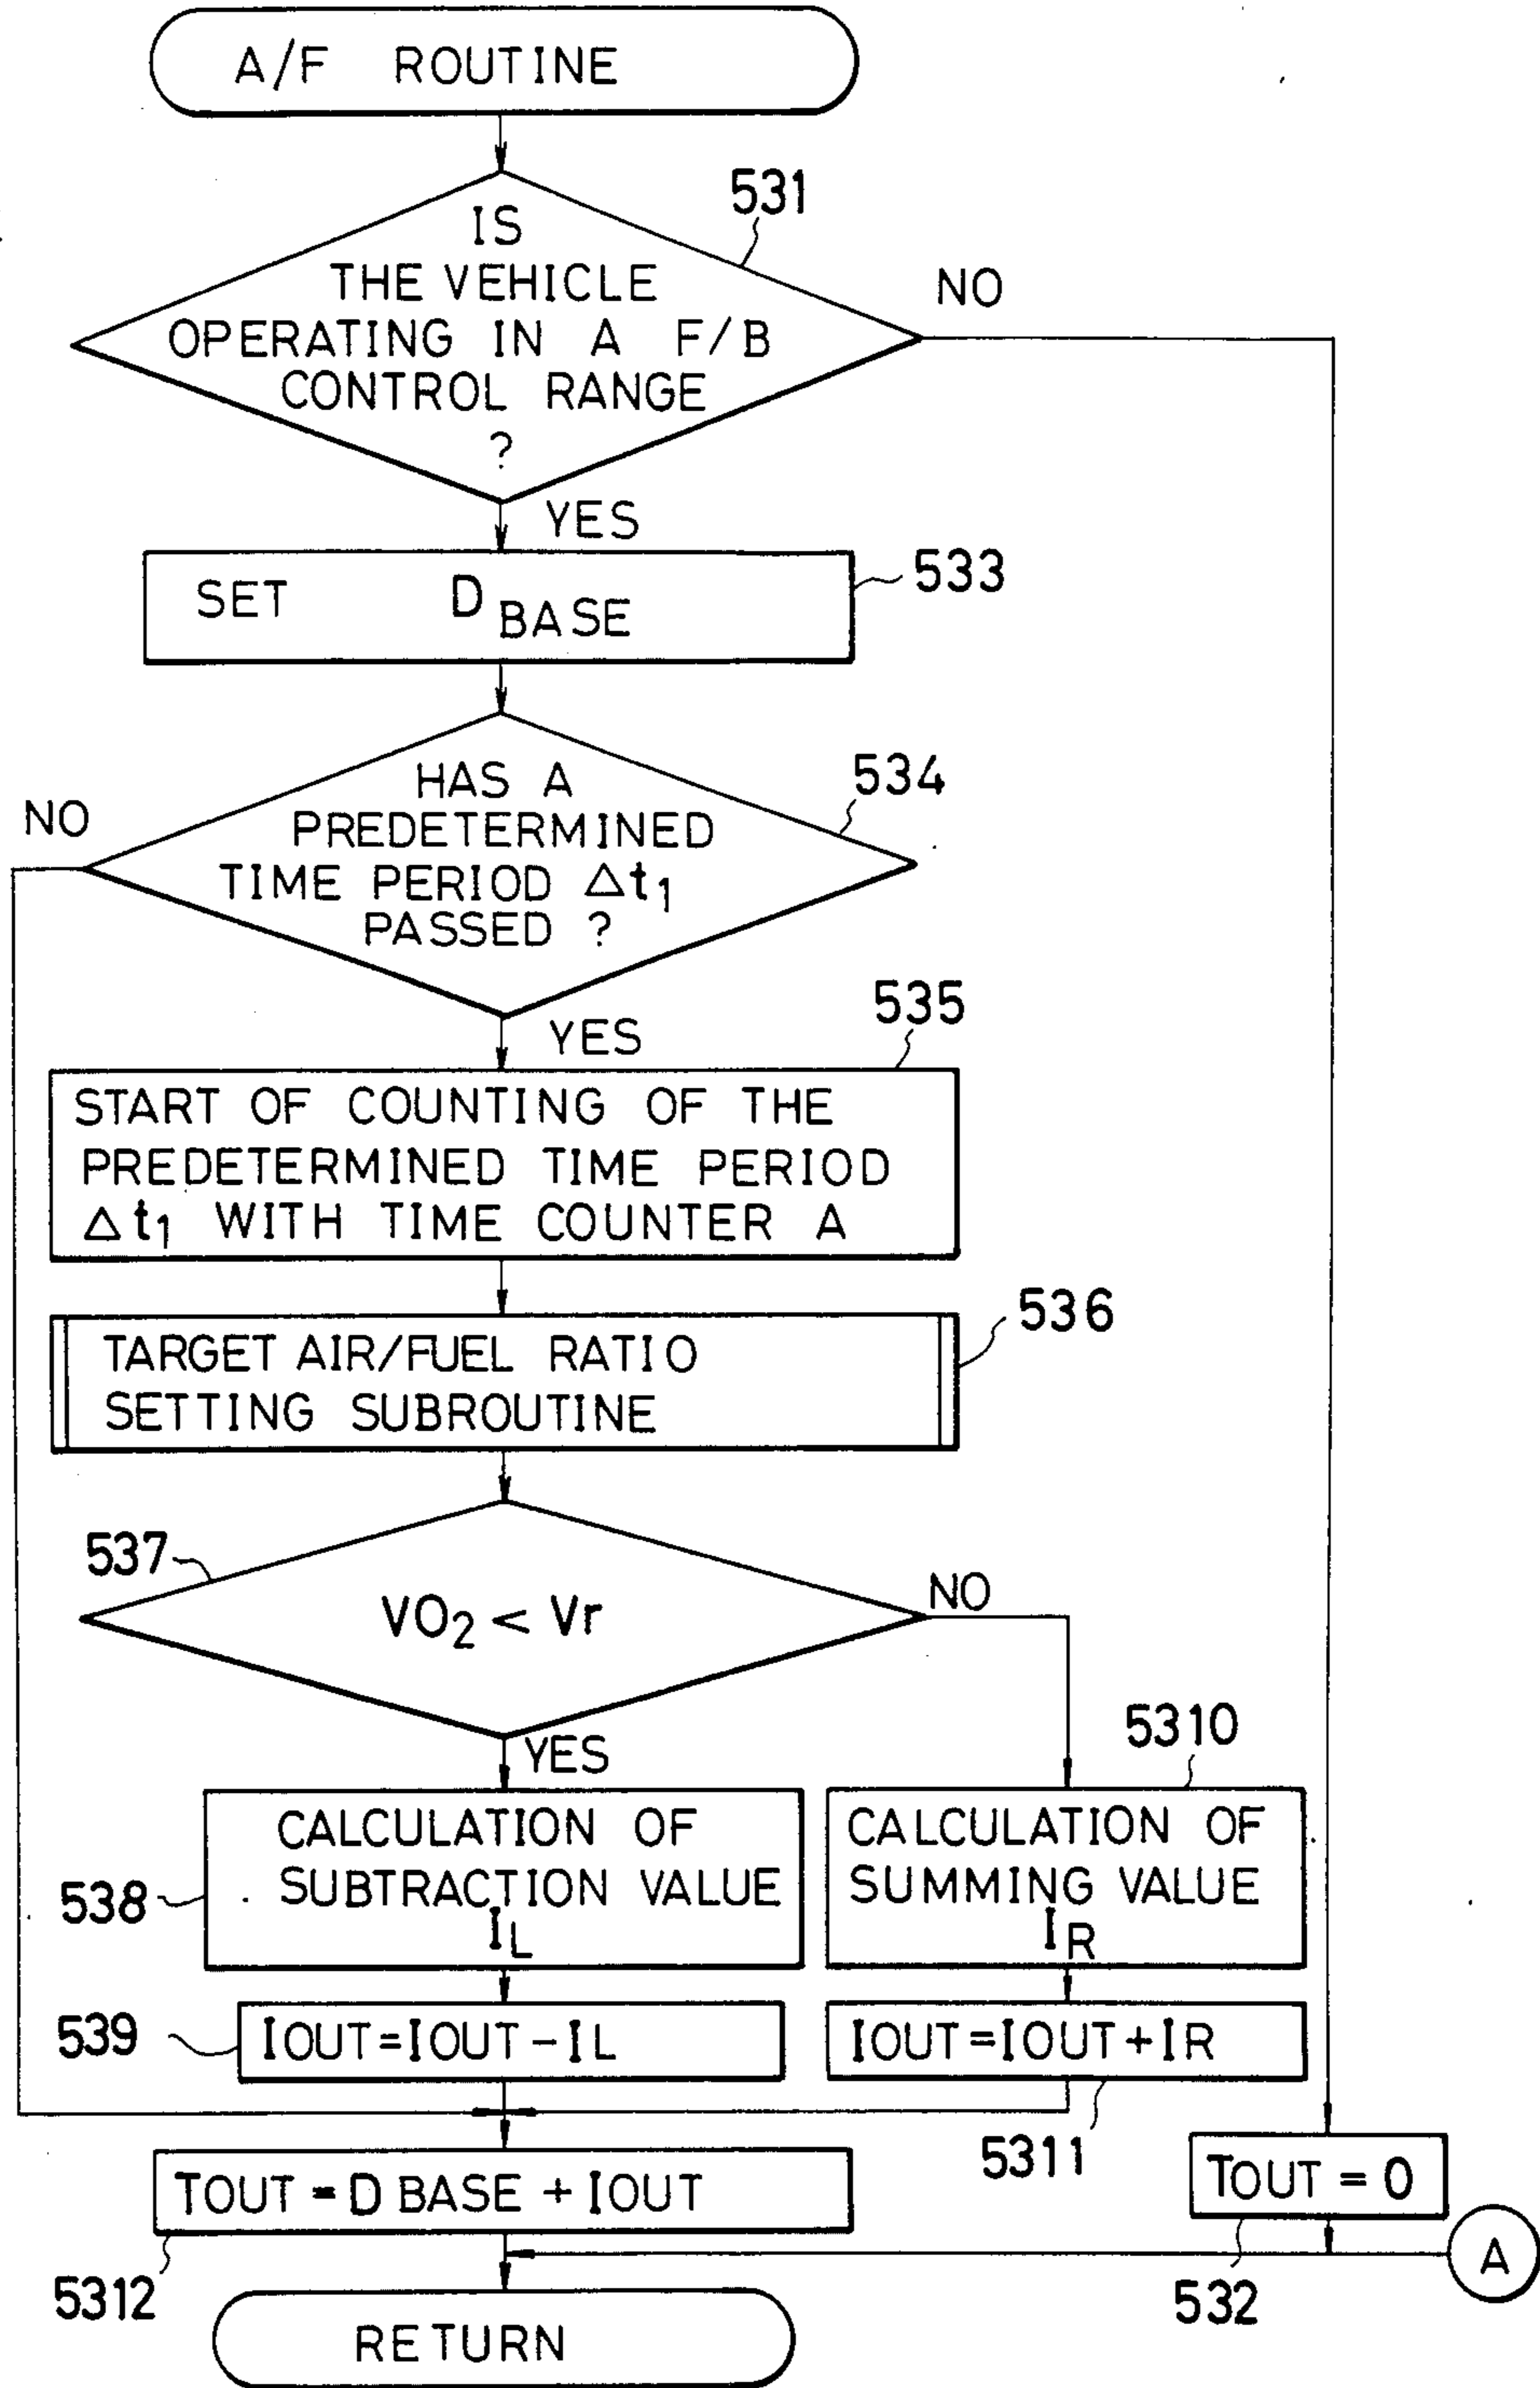 A/F ROUTINE
531
IS
THE VEHICLE
OPERATING IN A F/B
CONTROL RANGE
?
NO
YES
SET D BASE
533
HAS A
PREDETERMINED
TIME PERIOD Δt1
PASSED ?
534
NO
YES
535
START OF COUNTING OF THE
PREDETERMINED TIME PERIOD
Δt1 WITH TIME COUNTER A
536
TARGET AIR/FUEL RATIO
SETTING SUBROUTINE
537
VO2 < Vr
NO
YES
5310
CALCULATION OF
SUBTRACTION VALUE
IL
538
CALCULATION OF
SUMMING VALUE
IR
539
IOUT=IOUT-IL
IOUT=IOUT+IR
5311
TOUT=D BASE+IOUT
5312
TOUT=0
532
A
RETURN